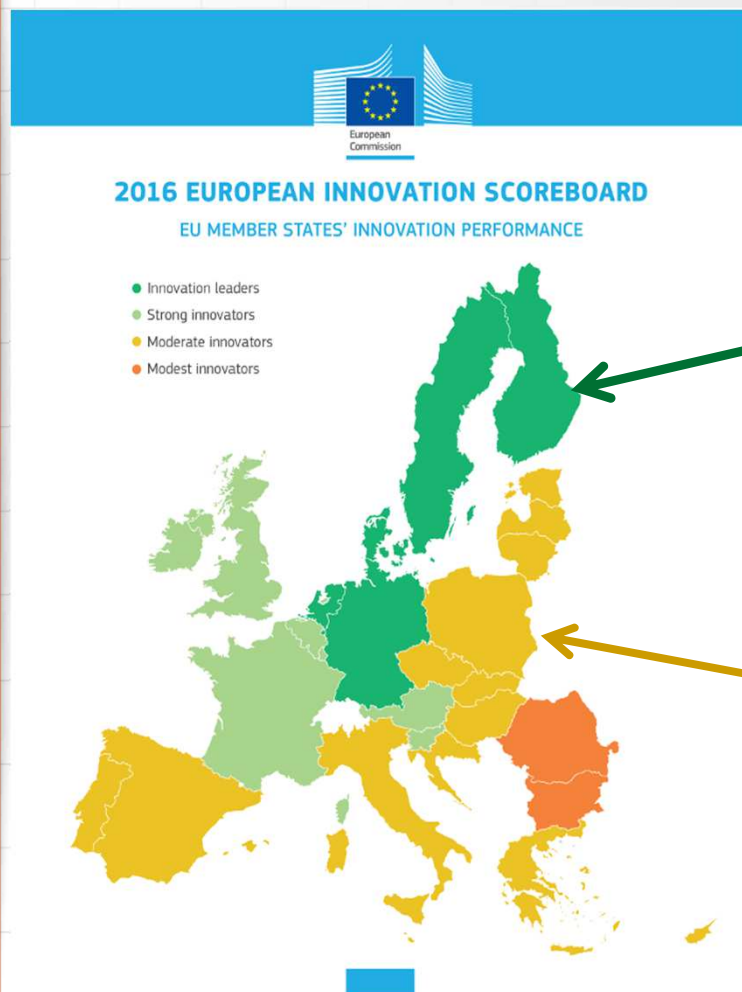 European
Commission
2016 EUROPEAN INNOVATION SCOREBOARD
EU MEMBER STATES' INNOVATION PERFORMANCE
Innovation leaders
Strong innovators
Moderate innovators
Modest innovators